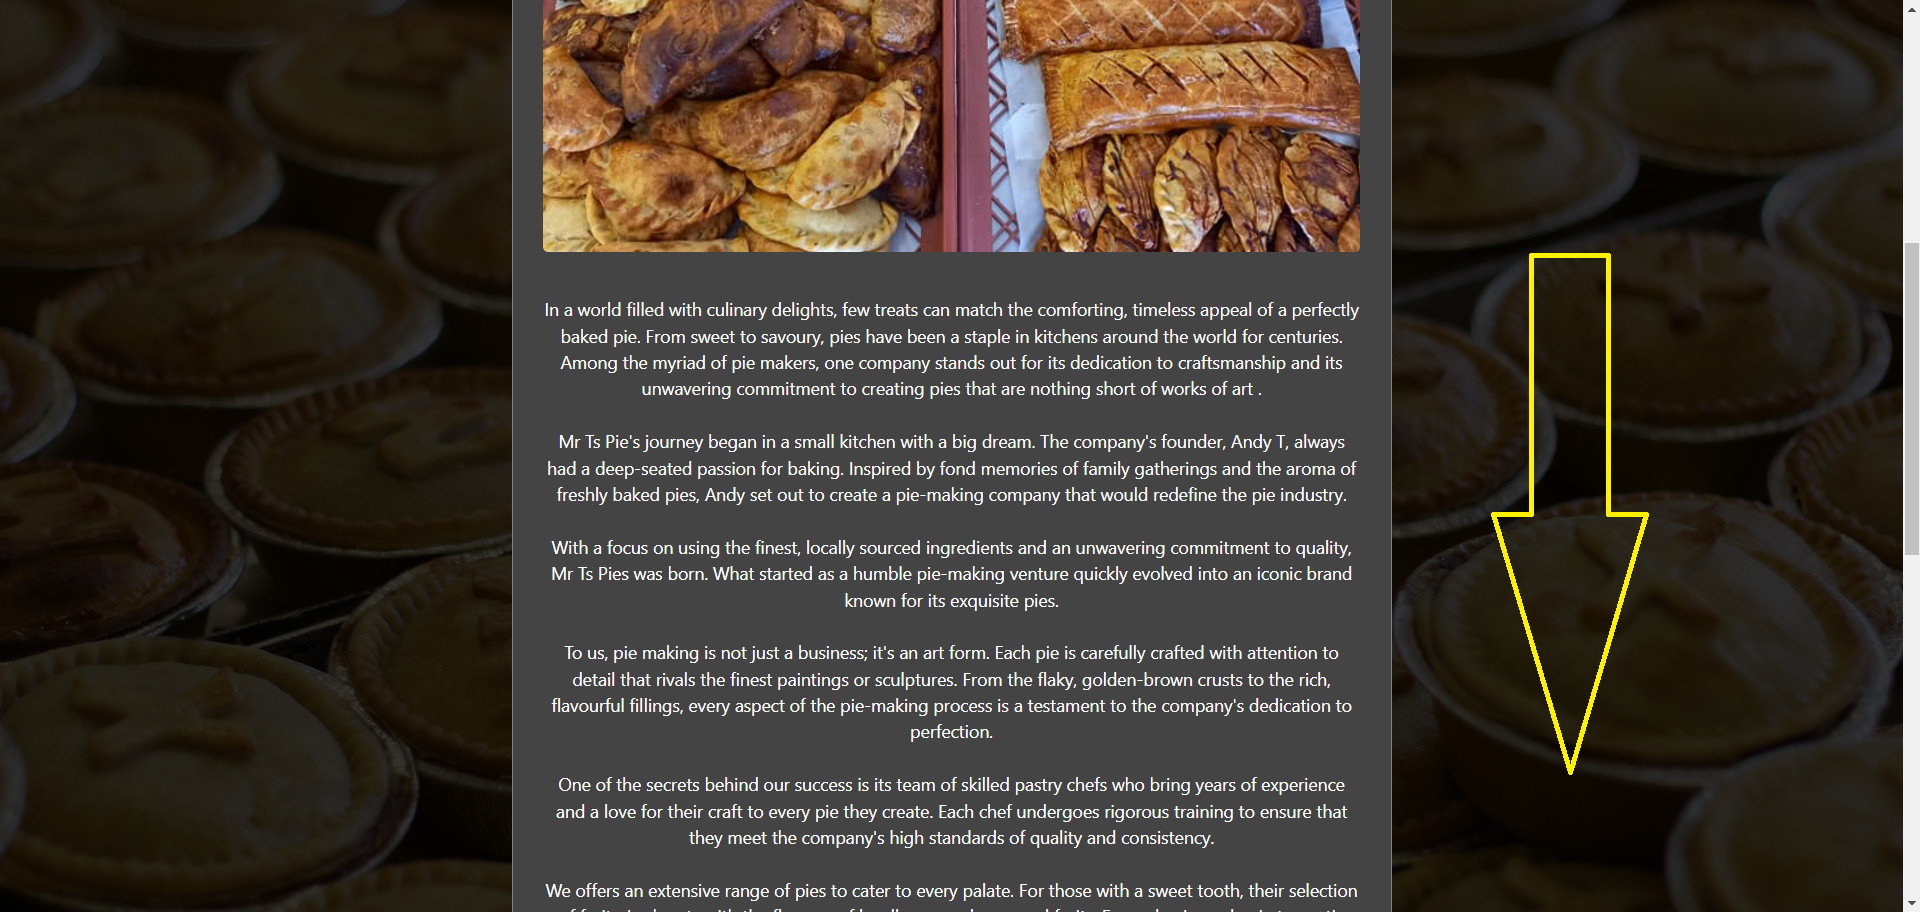 In a world filled with culinary delights, few treats can match the comforting, timeless appeal of a perfectly
baked pie. From sweet to savoury, pies have been a staple in kitchens around the world for centuries.
Among the myriad of pie makers, one company stands out for its dedication to craftsmanship and its
unwavering commitment to creating pies that are nothing short of works of art .
Mr Ts Pie's journey began in a small kitchen with a big dream. The company's founder, Andy T, always
had a deep-seated passion for baking. Inspired by fond memories of family gatherings and the aroma of
freshly baked pies, Andy set out to create a pie-making company that would redefine the pie industry.
With a focus on using the finest, locally sourced ingredients and an unwavering commitment to quality,
Mr Ts Pies was born. What started as a humble pie-making venture quickly evolved into an iconic brand
known for its exquisite pies.
To us, pie making is not just a business; it's an art form. Each pie is carefully crafted with attention to
detail that rivals the finest paintings or sculptures. From the flaky, golden-brown crusts to the rich,
flavourful fillings, every aspect of the pie-making process is a testament to the company's dedication to
perfection.
One of the secrets behind our success is its team of skilled pastry chefs who bring years of experience
and a love for their craft to every pie they create. Each chef undergoes rigorous training to ensure that
they meet the company's high standards of quality and consistency.
We offers an extensive range of pies to cater to every palate. For those with a sweet tooth, their selection